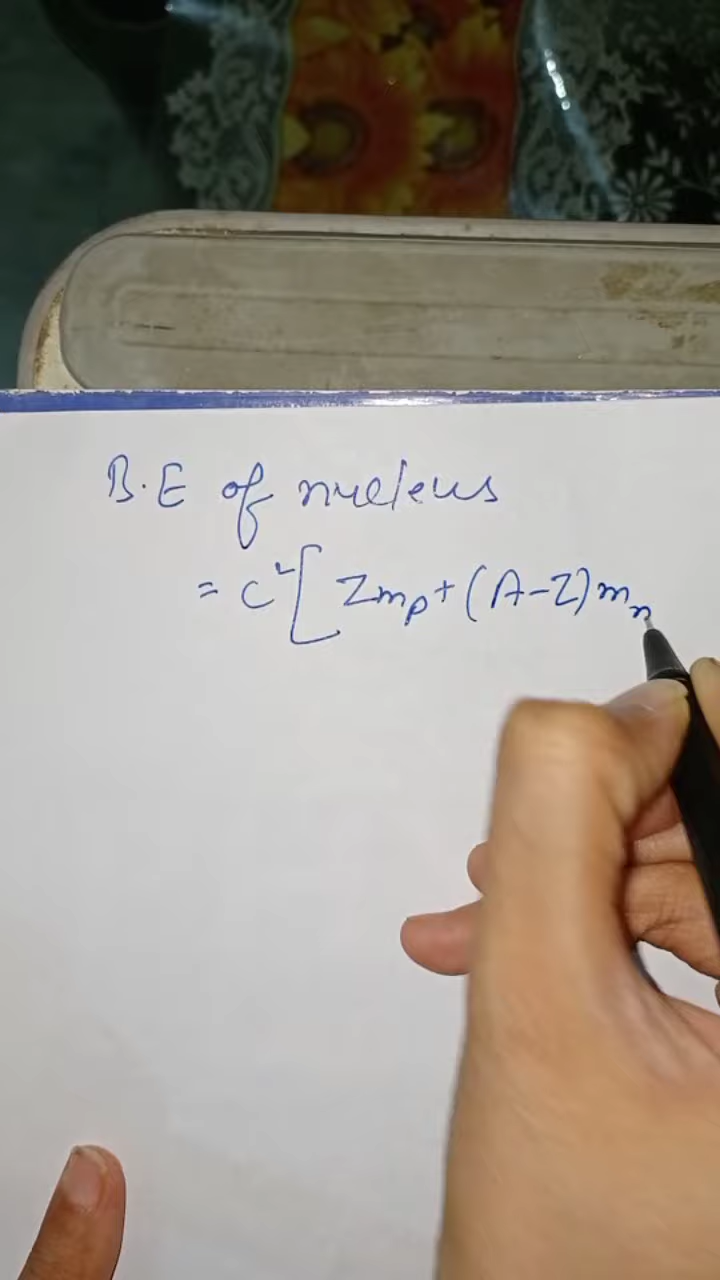 B.E of nucleus
= c²[ Zmₚ + (A-Z)mₙ